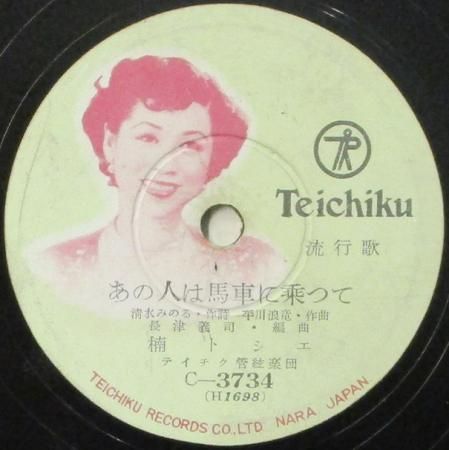 Teichiku
流行歌
あの人は馬車に乗つて
清水みのる・作詩 平川浪竜・作曲
長津義司・編曲
楠トシエ
テイチク管絃楽団
C-3734
(H1698)
TEICHIKU RECORDS CO., LTD NARA JAPAN